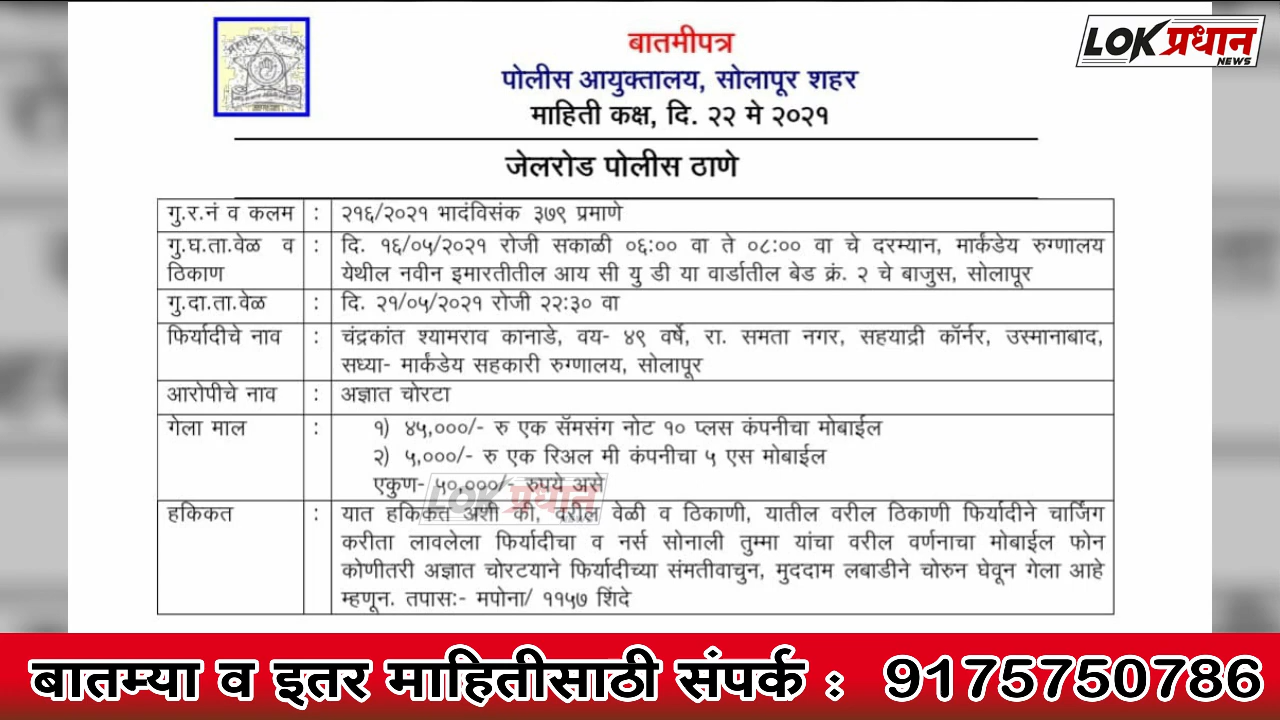 LOK प्रधान
NEWS
बातमीपत्र
पोलीस आयुक्तालय, सोलापूर शहर
माहिती कक्ष, दि. २२ मे २०२१
जेलरोड पोलीस ठाणे
गु.र.नं व कलम : २१६/२०२१ भादंविसंक ३७९ प्रमाणे
गु.घ.ता.वेळ व : दि. १६/०५/२०२१ रोजी सकाळी ०६:०० वा ते ०८:०० वा चे दरम्यान, मार्कंडेय रुग्णालय
ठिकाण येथील नवीन इमारतीतील आय सी यु डी या वार्डातील बेड क्रं. २ चे बाजुस, सोलापूर
गु.दा.ता.वेळ : दि. २१/०५/२०२१ रोजी २२:३० वा
फिर्यादीचे नाव : चंद्रकांत श्यामराव कानाडे, वय- ४९ वर्षे, रा. समता नगर, सहयाद्री कॉर्नर, उस्मानाबाद,
सध्या- मार्कंडेय सहकारी रुग्णालय, सोलापूर
आरोपीचे नाव : अज्ञात चोरटा
गेला माल : १) ४५,०००/- रु एक सॅमसंग नोट १० प्लस कंपनीचा मोबाईल
२) ५,०००/- रु एक रिअल मी कंपनीचा ५ एस मोबाईल
एकुण- ५०,०००/- रुपये असे
LOK प्रधान
NEWS
हकिकत : यात हकिकत अशी की, वरील वेळी व ठिकाणी, यातील वरील ठिकाणी फिर्यादीने चार्जिंग
करीता लावलेला फिर्यादीचा व नर्स सोनाली तुम्मा यांचा वरील वर्णनाचा मोबाईल फोन
कोणीतरी अज्ञात चोरटयाने फिर्यादीच्या संमतीवाचुन, मुददाम लबाडीने चोरुन घेवून गेला आहे
म्हणून. तपास:- मपोना/ ११५७ शिंदे
बातम्या व इतर माहितीसाठी संपर्क : 9175750786